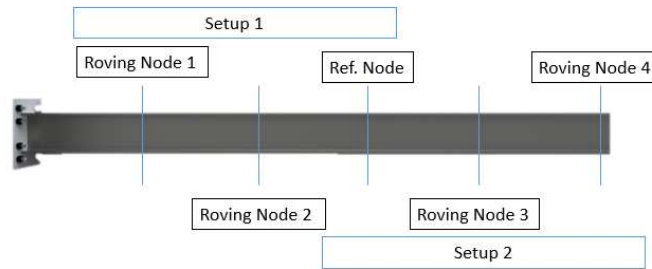 Setup 1
Roving Node 1
Ref. Node
Roving Node 4
Roving Node 2
Roving Node 3
Setup 2